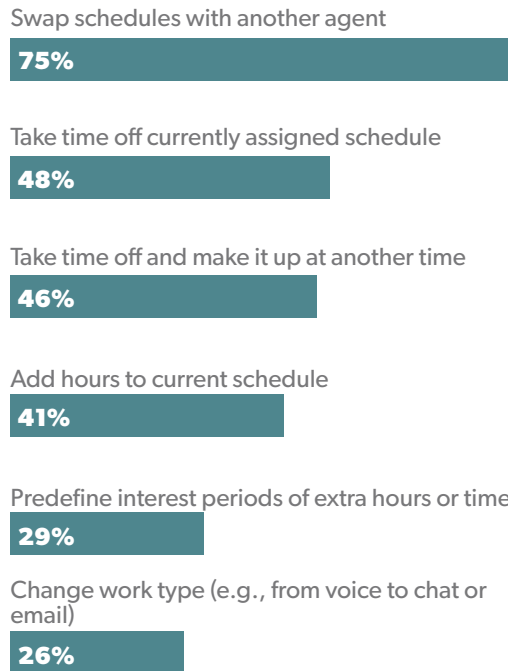 Swap schedules with another agent
75%
Take time off currently assigned schedule
48%
Take time off and make it up at another time
46%
Add hours to current schedule
41%
Predefine interest periods of extra hours or time
29%
Change work type (e.g., from voice to chat or
email)
26%